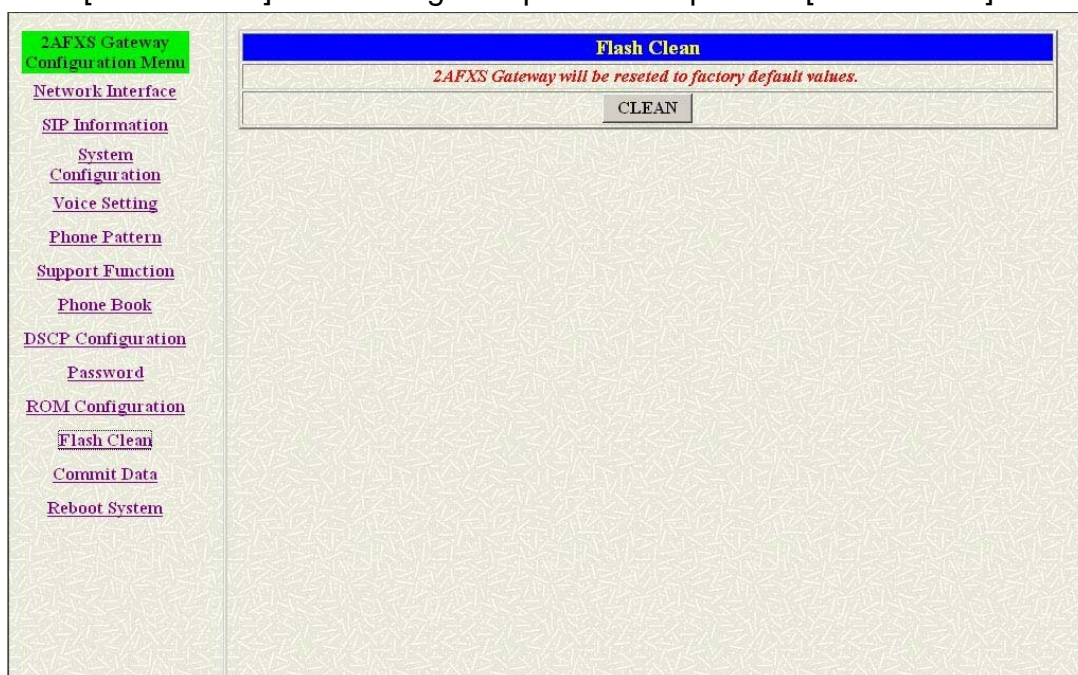 2AFXS Gateway
Configuration Menu
Network Interface
SIP Information
System
Configuration
Voice Setting
Phone Pattern
Support Function
Phone Book
DSCP Configuration
Password
ROM Configuration
Flash Clean
Commit Data
Reboot System
Flash Clean
2AFXS Gateway will be reseted to factory default values.
CLEAN